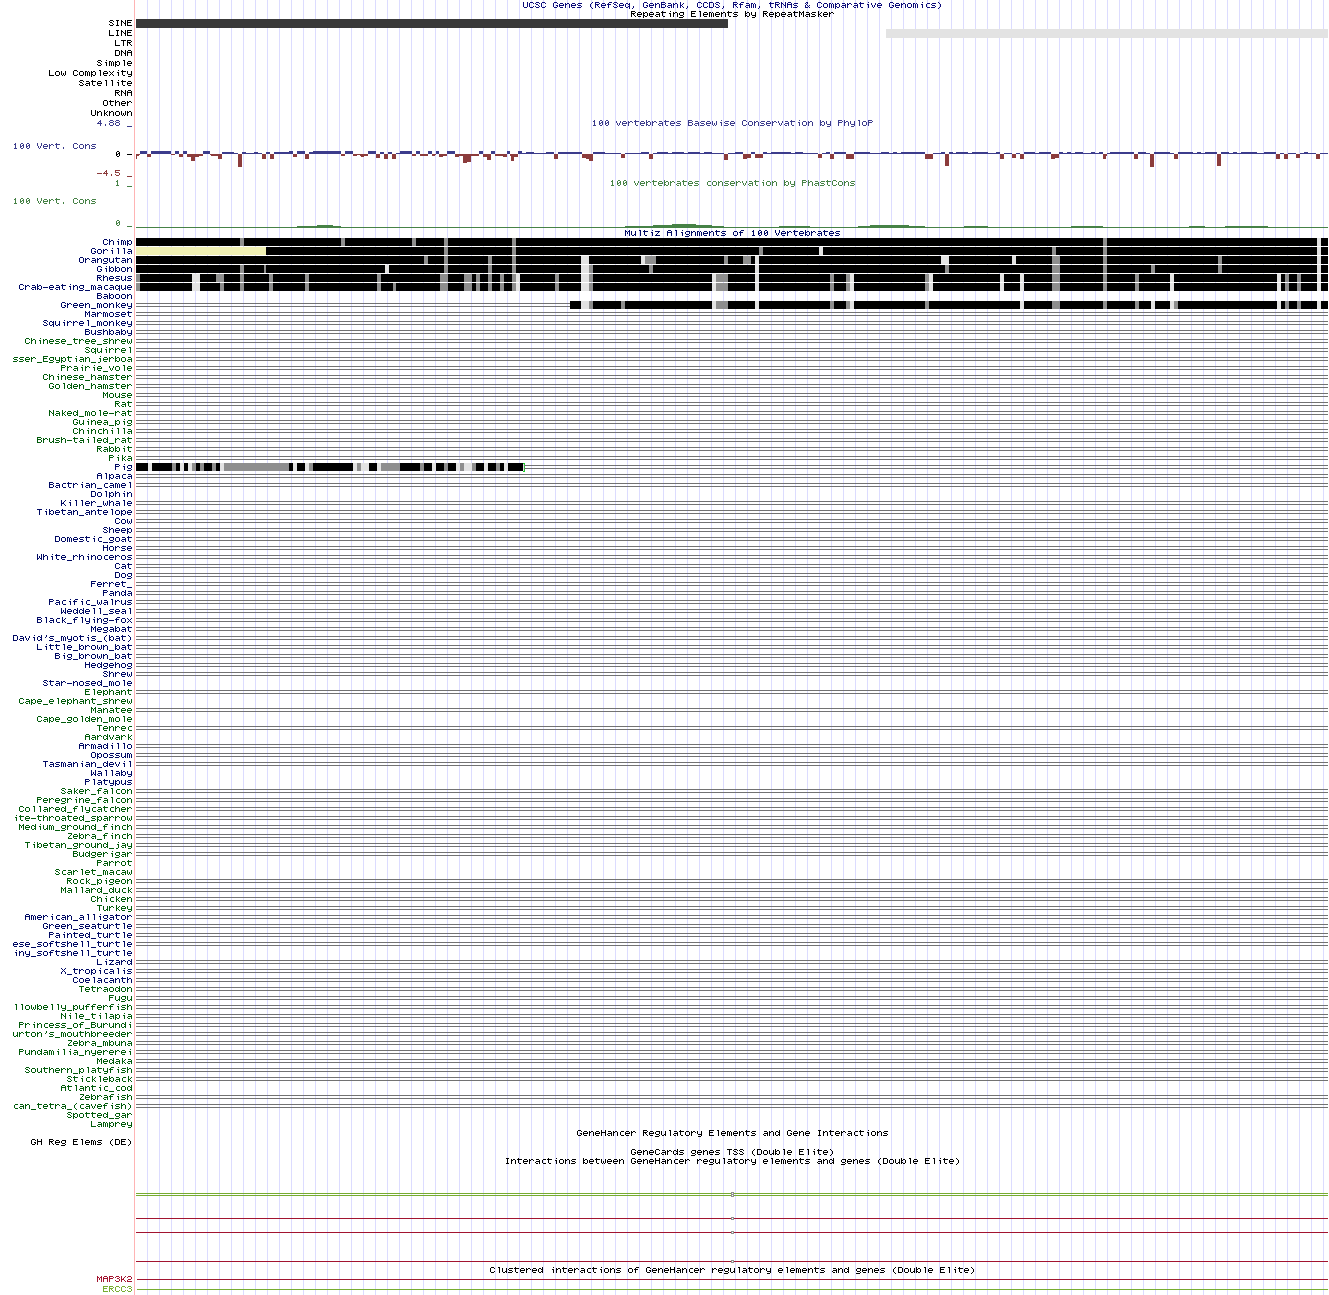 UCSC Genes (RefSeq, GenBank, CCDS, Rfam, tRNAs & Comparative Genomics)
Repeating Elements by RepeatMasker
SINE
LINE
LTR
DNA
Simple
Low Complexity
Satellite
RNA
Other
Unknown
4.88 _ 100 vertebrates Basewise Conservation by PhyloP
100 Vert. Cons
0 _
-4.5 _
1 _ 100 vertebrates conservation by PhastCons
100 Vert. Cons
0 _
Multiz Alignments of 100 Vertebrates
Chimp
Gorilla
Orangutan
Gibbon
Rhesus
Crab-eating_macaque
Baboon
Green_monkey
Marmoset
Squirrel_monkey
Bushbaby
Chinese_tree_shrew
Squirrel
sser_Egyptian_jerboa
Prairie_vole
Chinese_hamster
Golden_hamster
Mouse
Rat
Naked_mole-rat
Guinea_pig
Chinchilla
Brush-tailed_rat
Rabbit
Pika
Pig
Alpaca
Bactrian_camel
Dolphin
Killer_whale
Tibetan_antelope
Cow
Sheep
Domestic_goat
Horse
White_rhinoceros
Cat
Dog
Ferret_
Panda
Pacific_walrus
Weddell_seal
Black_flying-fox
Megabat
David's_myotis_(bat)
Little_brown_bat
Big_brown_bat
Hedgehog
Shrew
Star-nosed_mole
Elephant
Cape_elephant_shrew
Manatee
Cape_golden_mole
Tenrec
Aardvark
Armadillo
Opossum
Tasmanian_devil
Wallaby
Platypus
Saker_falcon
Peregrine_falcon
Collared_flycatcher
ite-throated_sparrow
Medium_ground_finch
Zebra_finch
Tibetan_ground_jay
Budgerigar
Parrot
Scarlet_macaw
Rock_pigeon
Mallard_duck
Chicken
Turkey
American_alligator
Green_seaturtle
Painted_turtle
ese_softshell_turtle
iny_softshell_turtle
Lizard
X_tropicalis
Coelacanth
Tetraodon
Fugu
llowbelly_pufferfish
Nile_tilapia
Princess_of_Burundi
urton's_mouthbreeder
Zebra_mbuna
Pundamilia_nyererei
Medaka
Southern_platyfish
Stickleback
Atlantic_cod
Zebrafish
can_tetra_(cavefish)
Spotted_gar
Lamprey
GeneHancer Regulatory Elements and Gene Interactions
GH Reg Elems (DE)
GeneCards genes TSS (Double Elite)
Interactions between GeneHancer regulatory elements and genes (Double Elite)
Clustered interactions of GeneHancer regulatory elements and genes (Double Elite)
MAP3K2
ERCC3